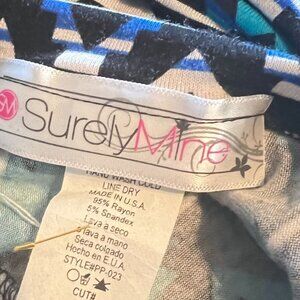 SM SurelyMine
HAND WASH COLD
LINE DRY
MADE IN U.S.A.
95% Rayon
5% Spandex
Lava a seco
Lava a mano
Seca colgado
Hecho en E.U.A.
STYLE#PP-023
CUT#